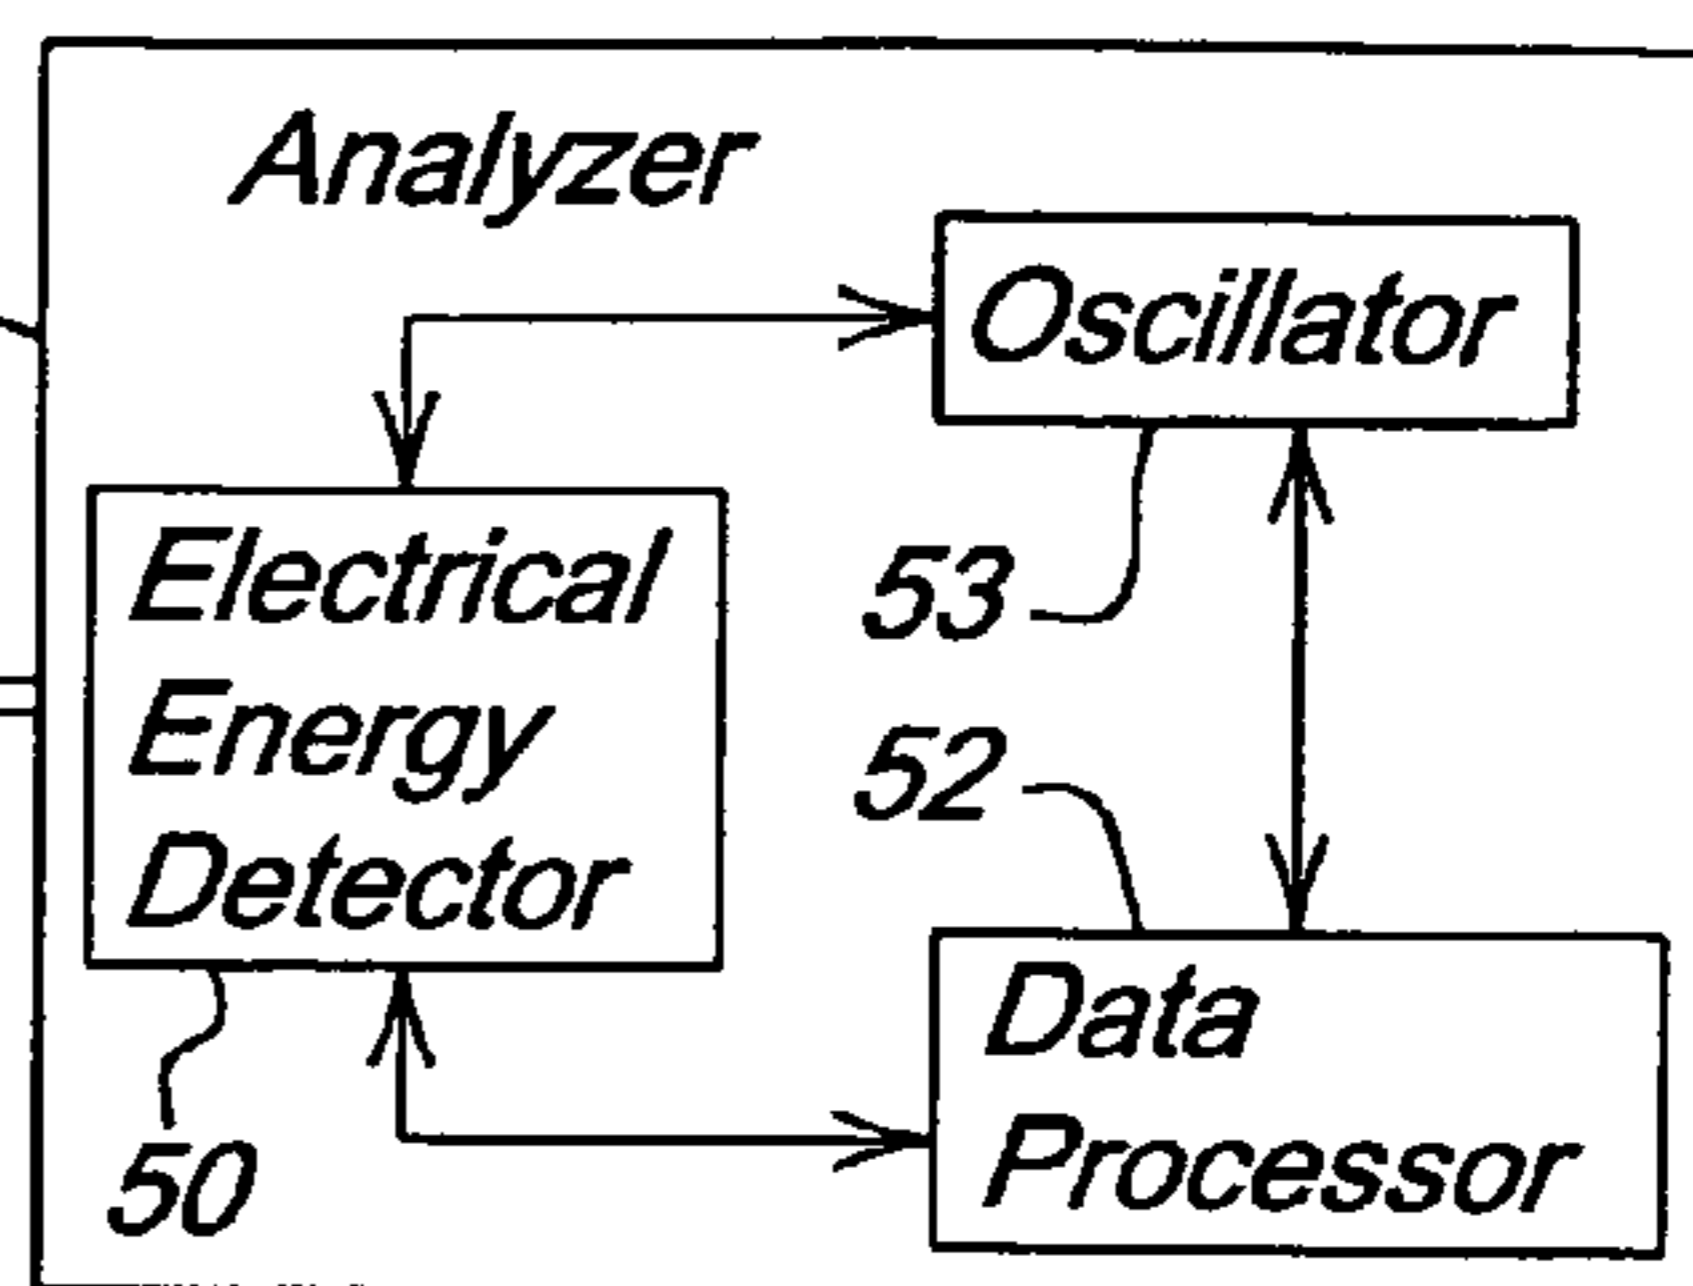 Analyzer
Oscillator
Electrical
Energy
Detector
53
52
Data
Processor
50